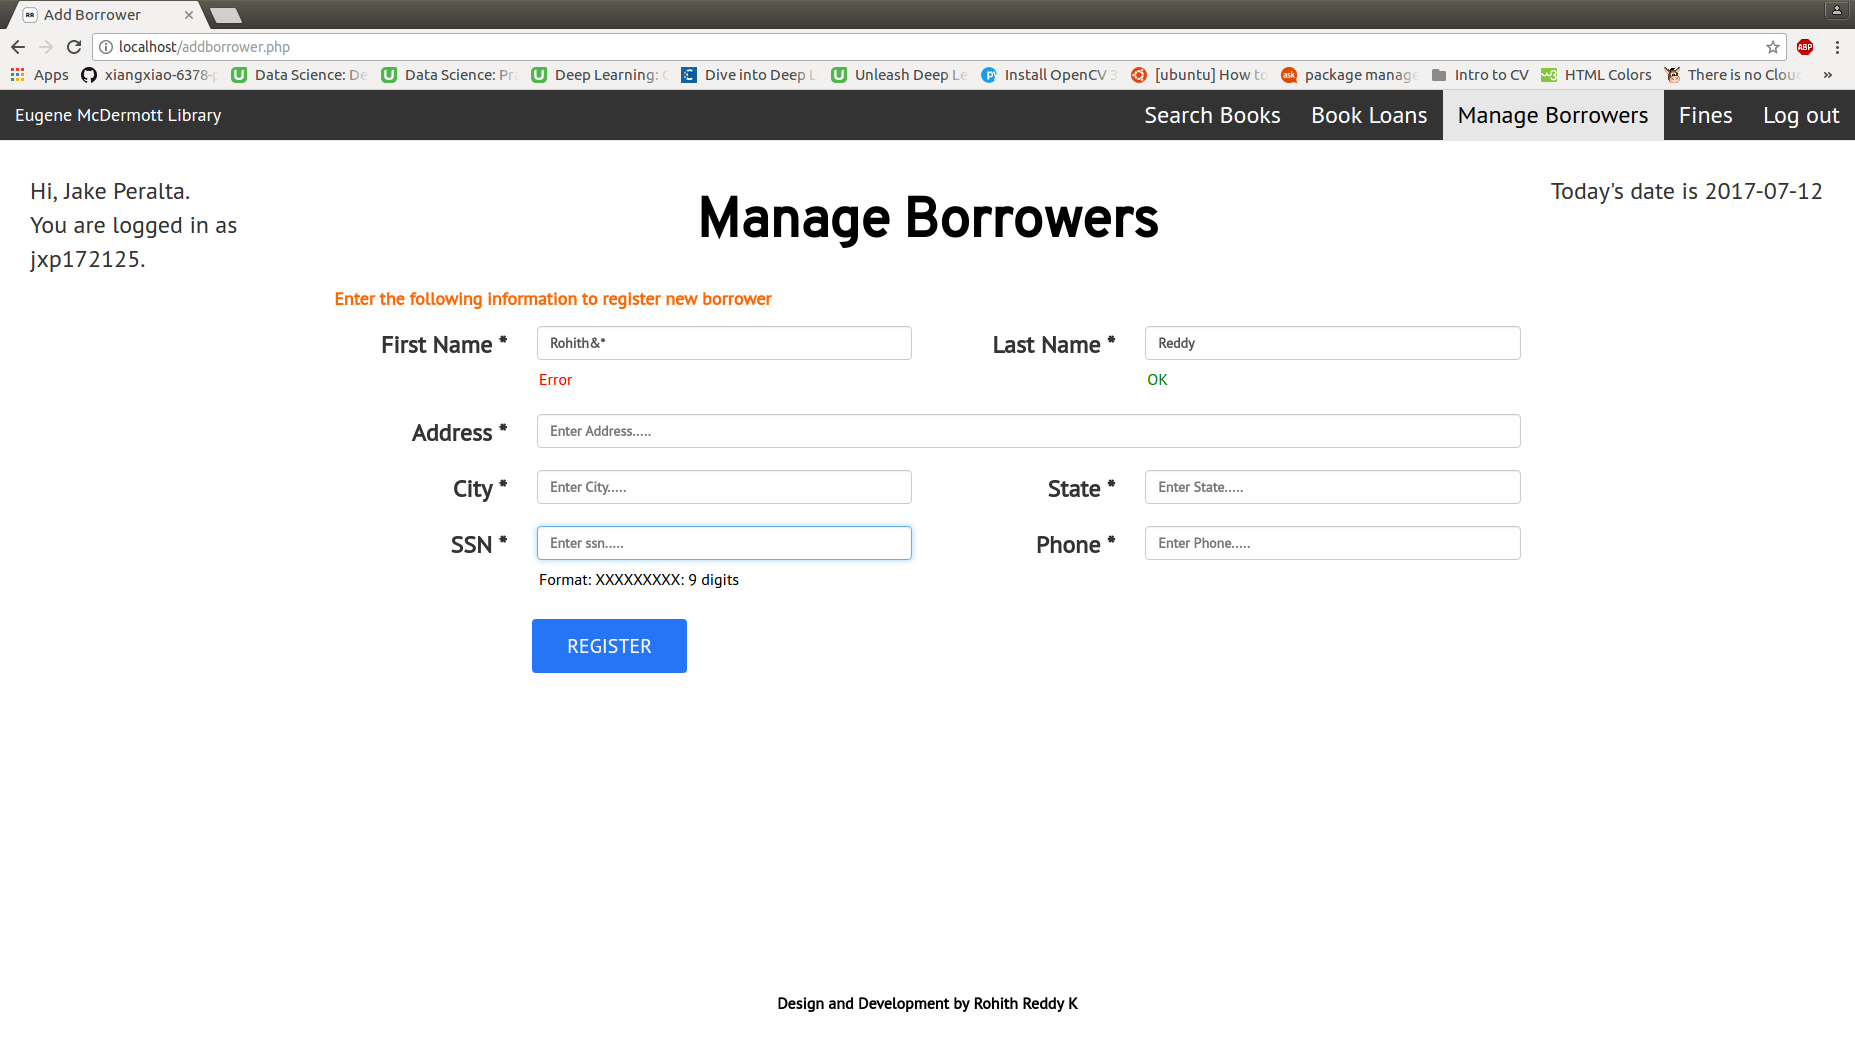 Add Borrower
localhost/addborrower.php
Apps xiangxiao-6378- Data Science: De Data Science: Pr Deep Learning: Dive into Deep L Unleash Deep Le Install OpenCV 3 [ubuntu] How to package manage Intro to CV HTML Colors There is no Clou »
Eugene McDermott Library Search Books Book Loans Manage Borrowers Fines Log out
Hi, Jake Peralta.
You are logged in as
jxp172125.
Manage Borrowers
Today's date is 2017-07-12
Enter the following information to register new borrower
First Name * Rohith&* Last Name * Reddy
Error OK
Address * Enter Address.....
City * Enter City..... State * Enter State.....
SSN * Enter ssn..... Phone * Enter Phone.....
Format: XXXXXXXXX: 9 digits
REGISTER
Design and Development by Rohith Reddy K